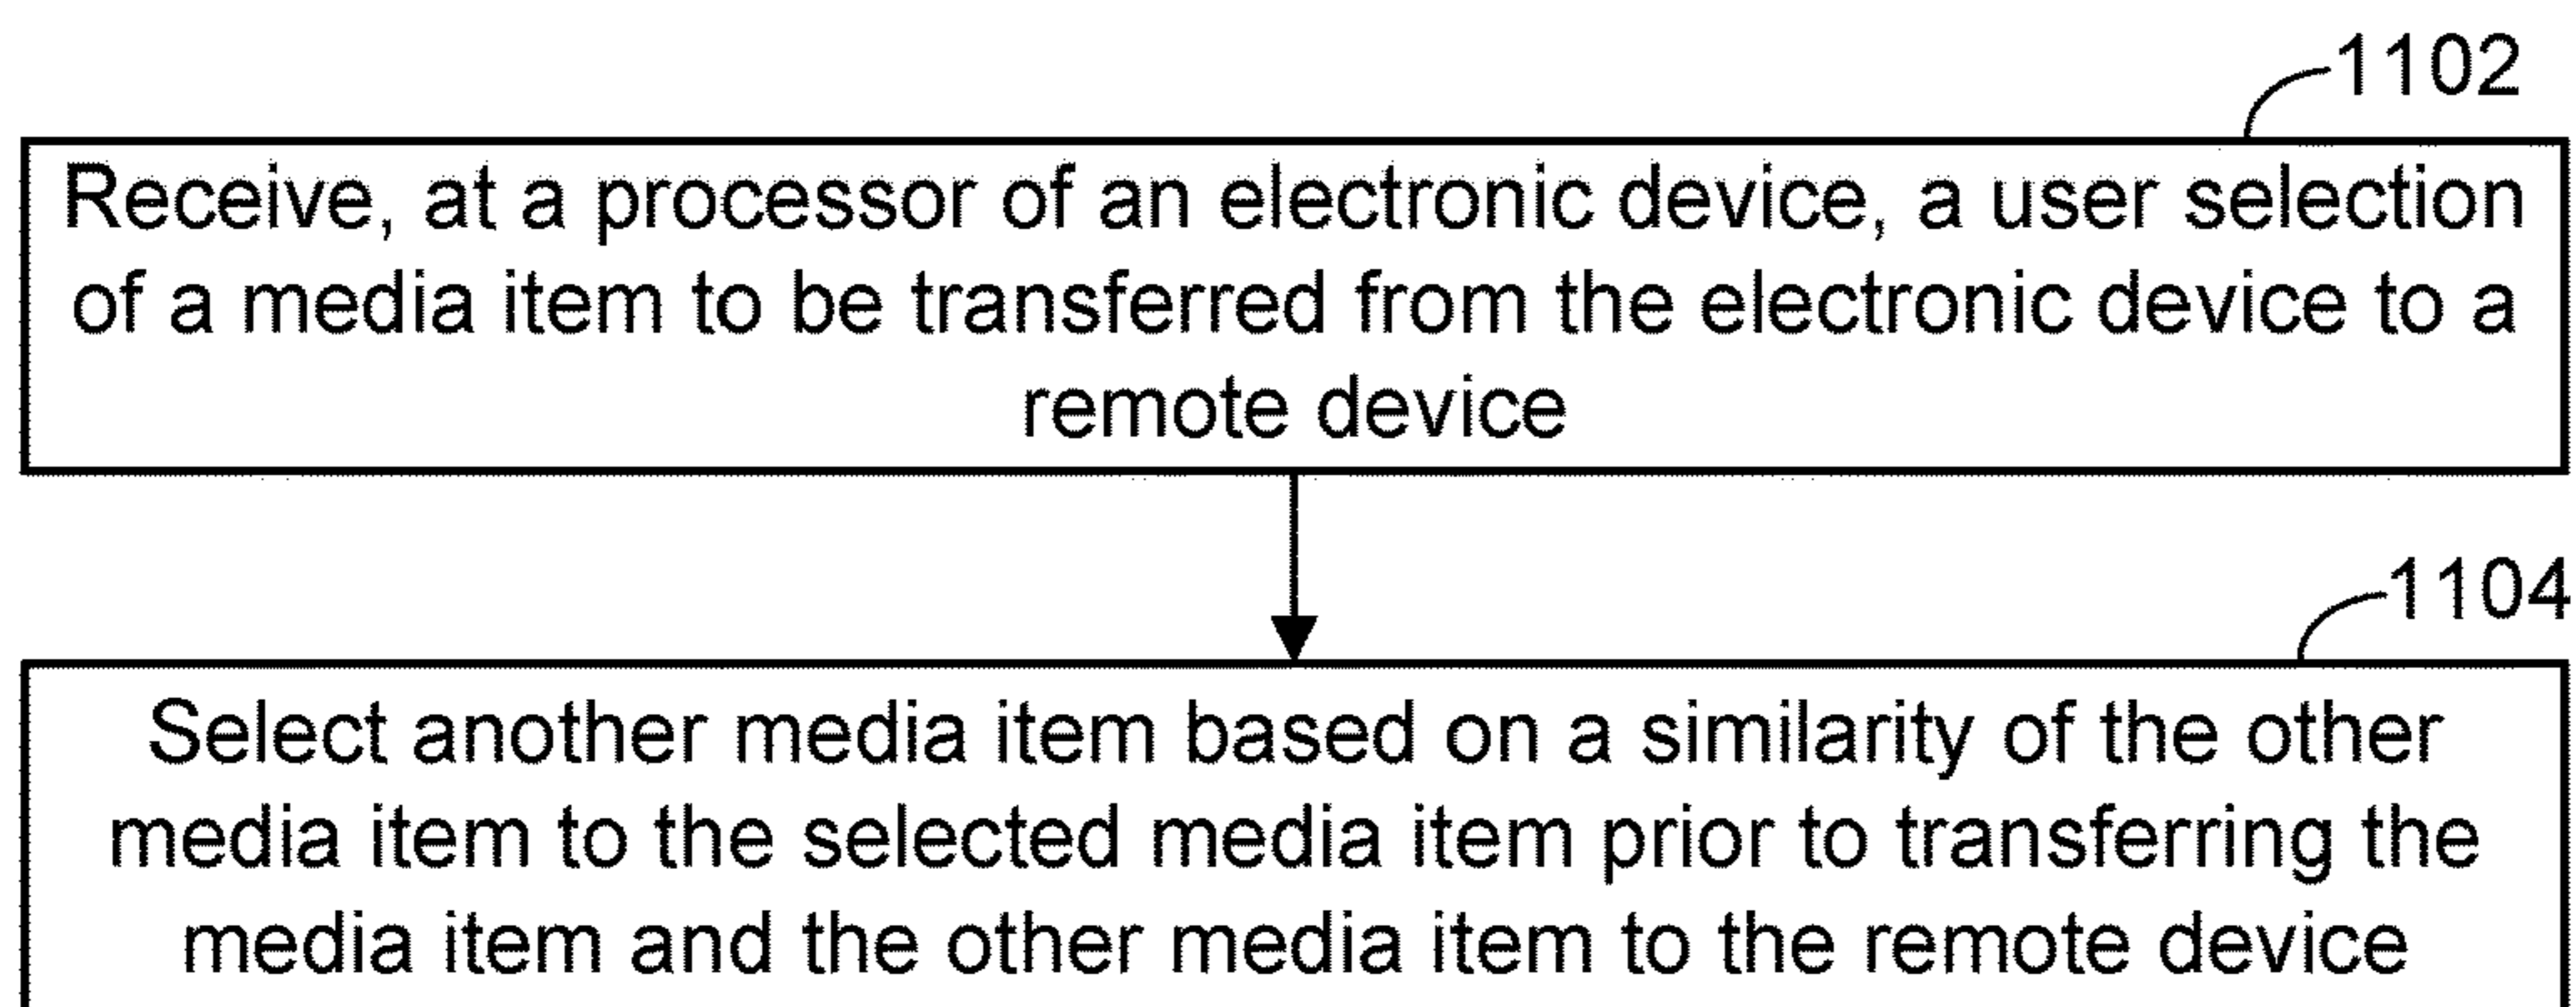 1102
Receive, at a processor of an electronic device, a user selection
of a media item to be transferred from the electronic device to a
remote device
1104
Select another media item based on a similarity of the other
media item to the selected media item prior to transferring the
media item and the other media item to the remote device